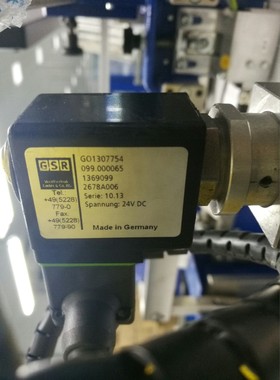 GSR
GO1307754
099.000065
1369099
2678A006
Serie: 10.13
Spannung: 24V DC
Made in Germany
Tel.
+49(5228)
779-0
Fax.
+49(5228)
779-90